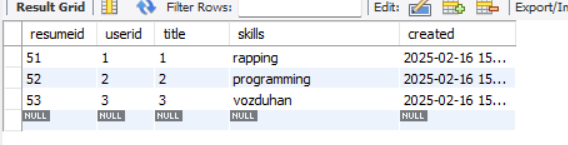 Result Grid Filter Rows: Edit: Export/Im
resumeid userid title skills created
51 1 1 rapping 2025-02-16 15...
52 2 2 programming 2025-02-16 15...
53 3 3 vozduhan 2025-02-16 15...
NULL NULL NULL NULL NULL